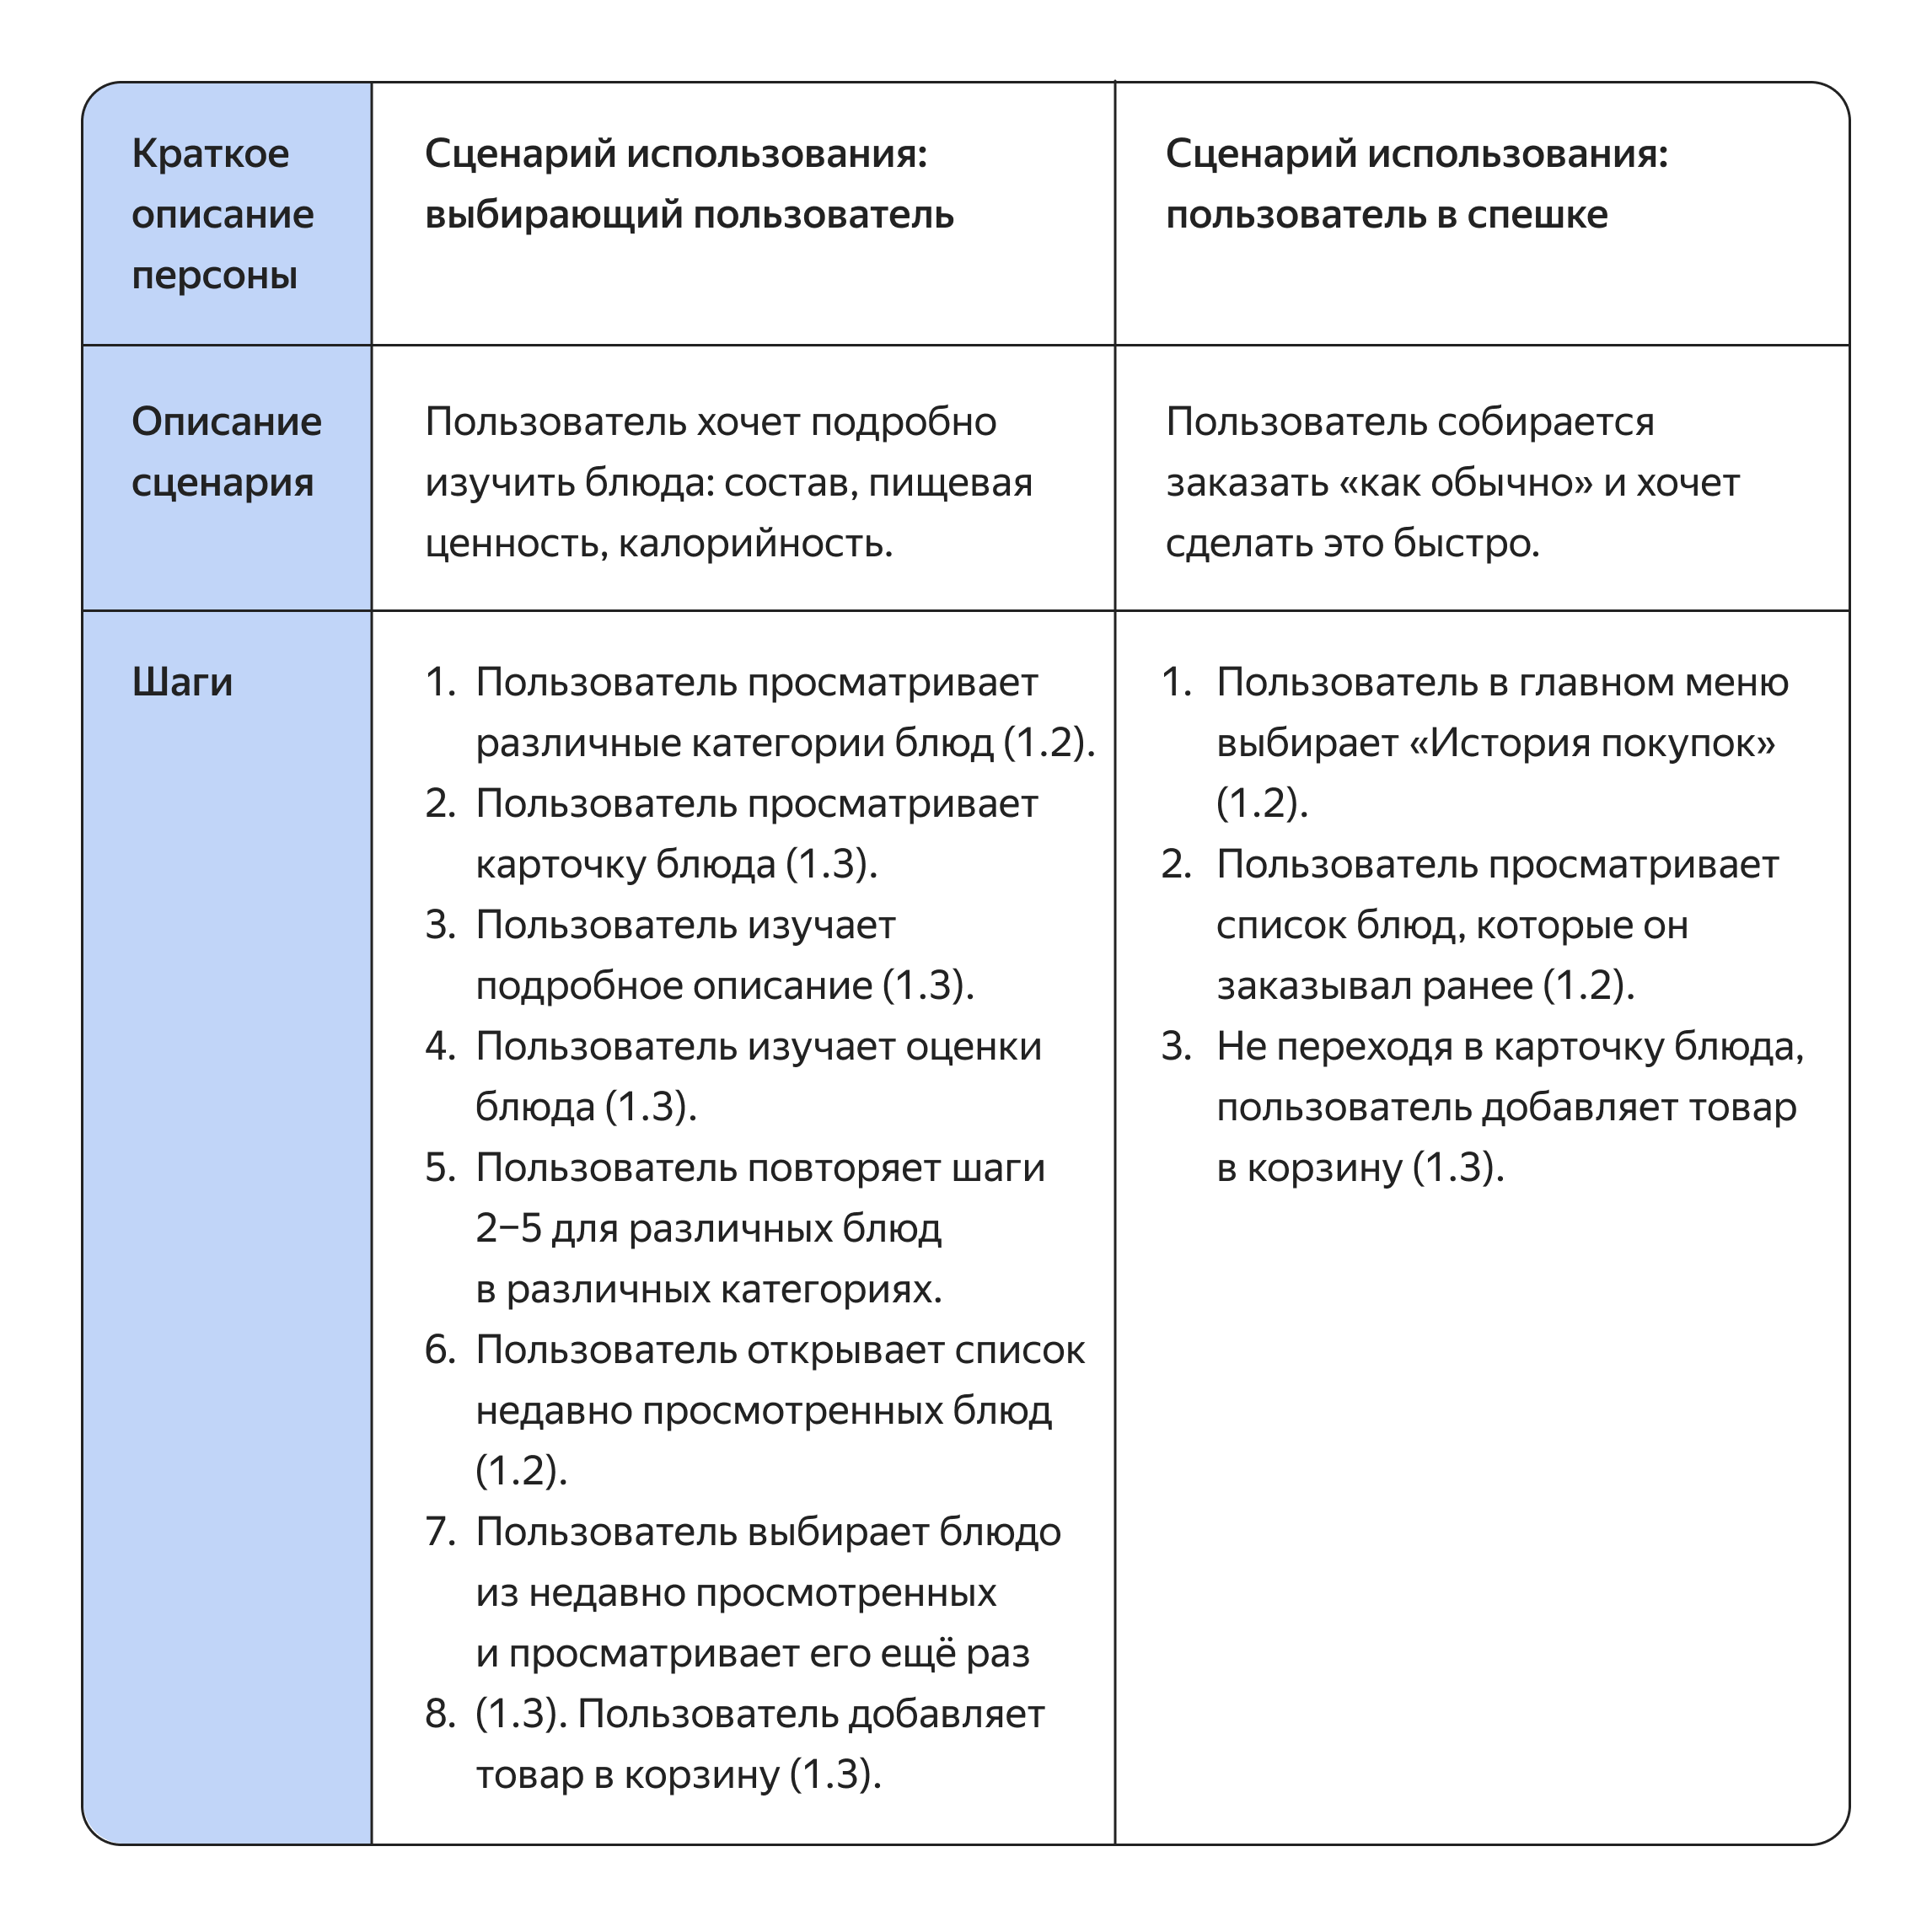 Краткое
описание
персоны
Сценарий использования:
выбирающий пользователь
Сценарий использования:
пользователь в спешке
Описание
сценария
Пользователь хочет подробно
изучить блюда: состав, пищевая
ценность, калорийность.
Пользователь собирается
заказать «как обычно» и хочет
сделать это быстро.
Шаги
1. Пользователь просматривает
различные категории блюд (1.2).
2. Пользователь просматривает
карточку блюда (1.3).
3. Пользователь изучает
подробное описание (1.3).
4. Пользователь изучает оценки
блюда (1.3).
5. Пользователь повторяет шаги
2–5 для различных блюд
в различных категориях.
6. Пользователь открывает список
недавно просмотренных блюд
(1.2).
7. Пользователь выбирает блюдо
из недавно просмотренных
и просматривает его ещё раз
8. (1.3). Пользователь добавляет
товар в корзину (1.3).
1. Пользователь в главном меню
выбирает «История покупок»
(1.2).
2. Пользователь просматривает
список блюд, которые он
заказывал ранее (1.2).
3. Не переходя в карточку блюда,
пользователь добавляет товар
в корзину (1.3).